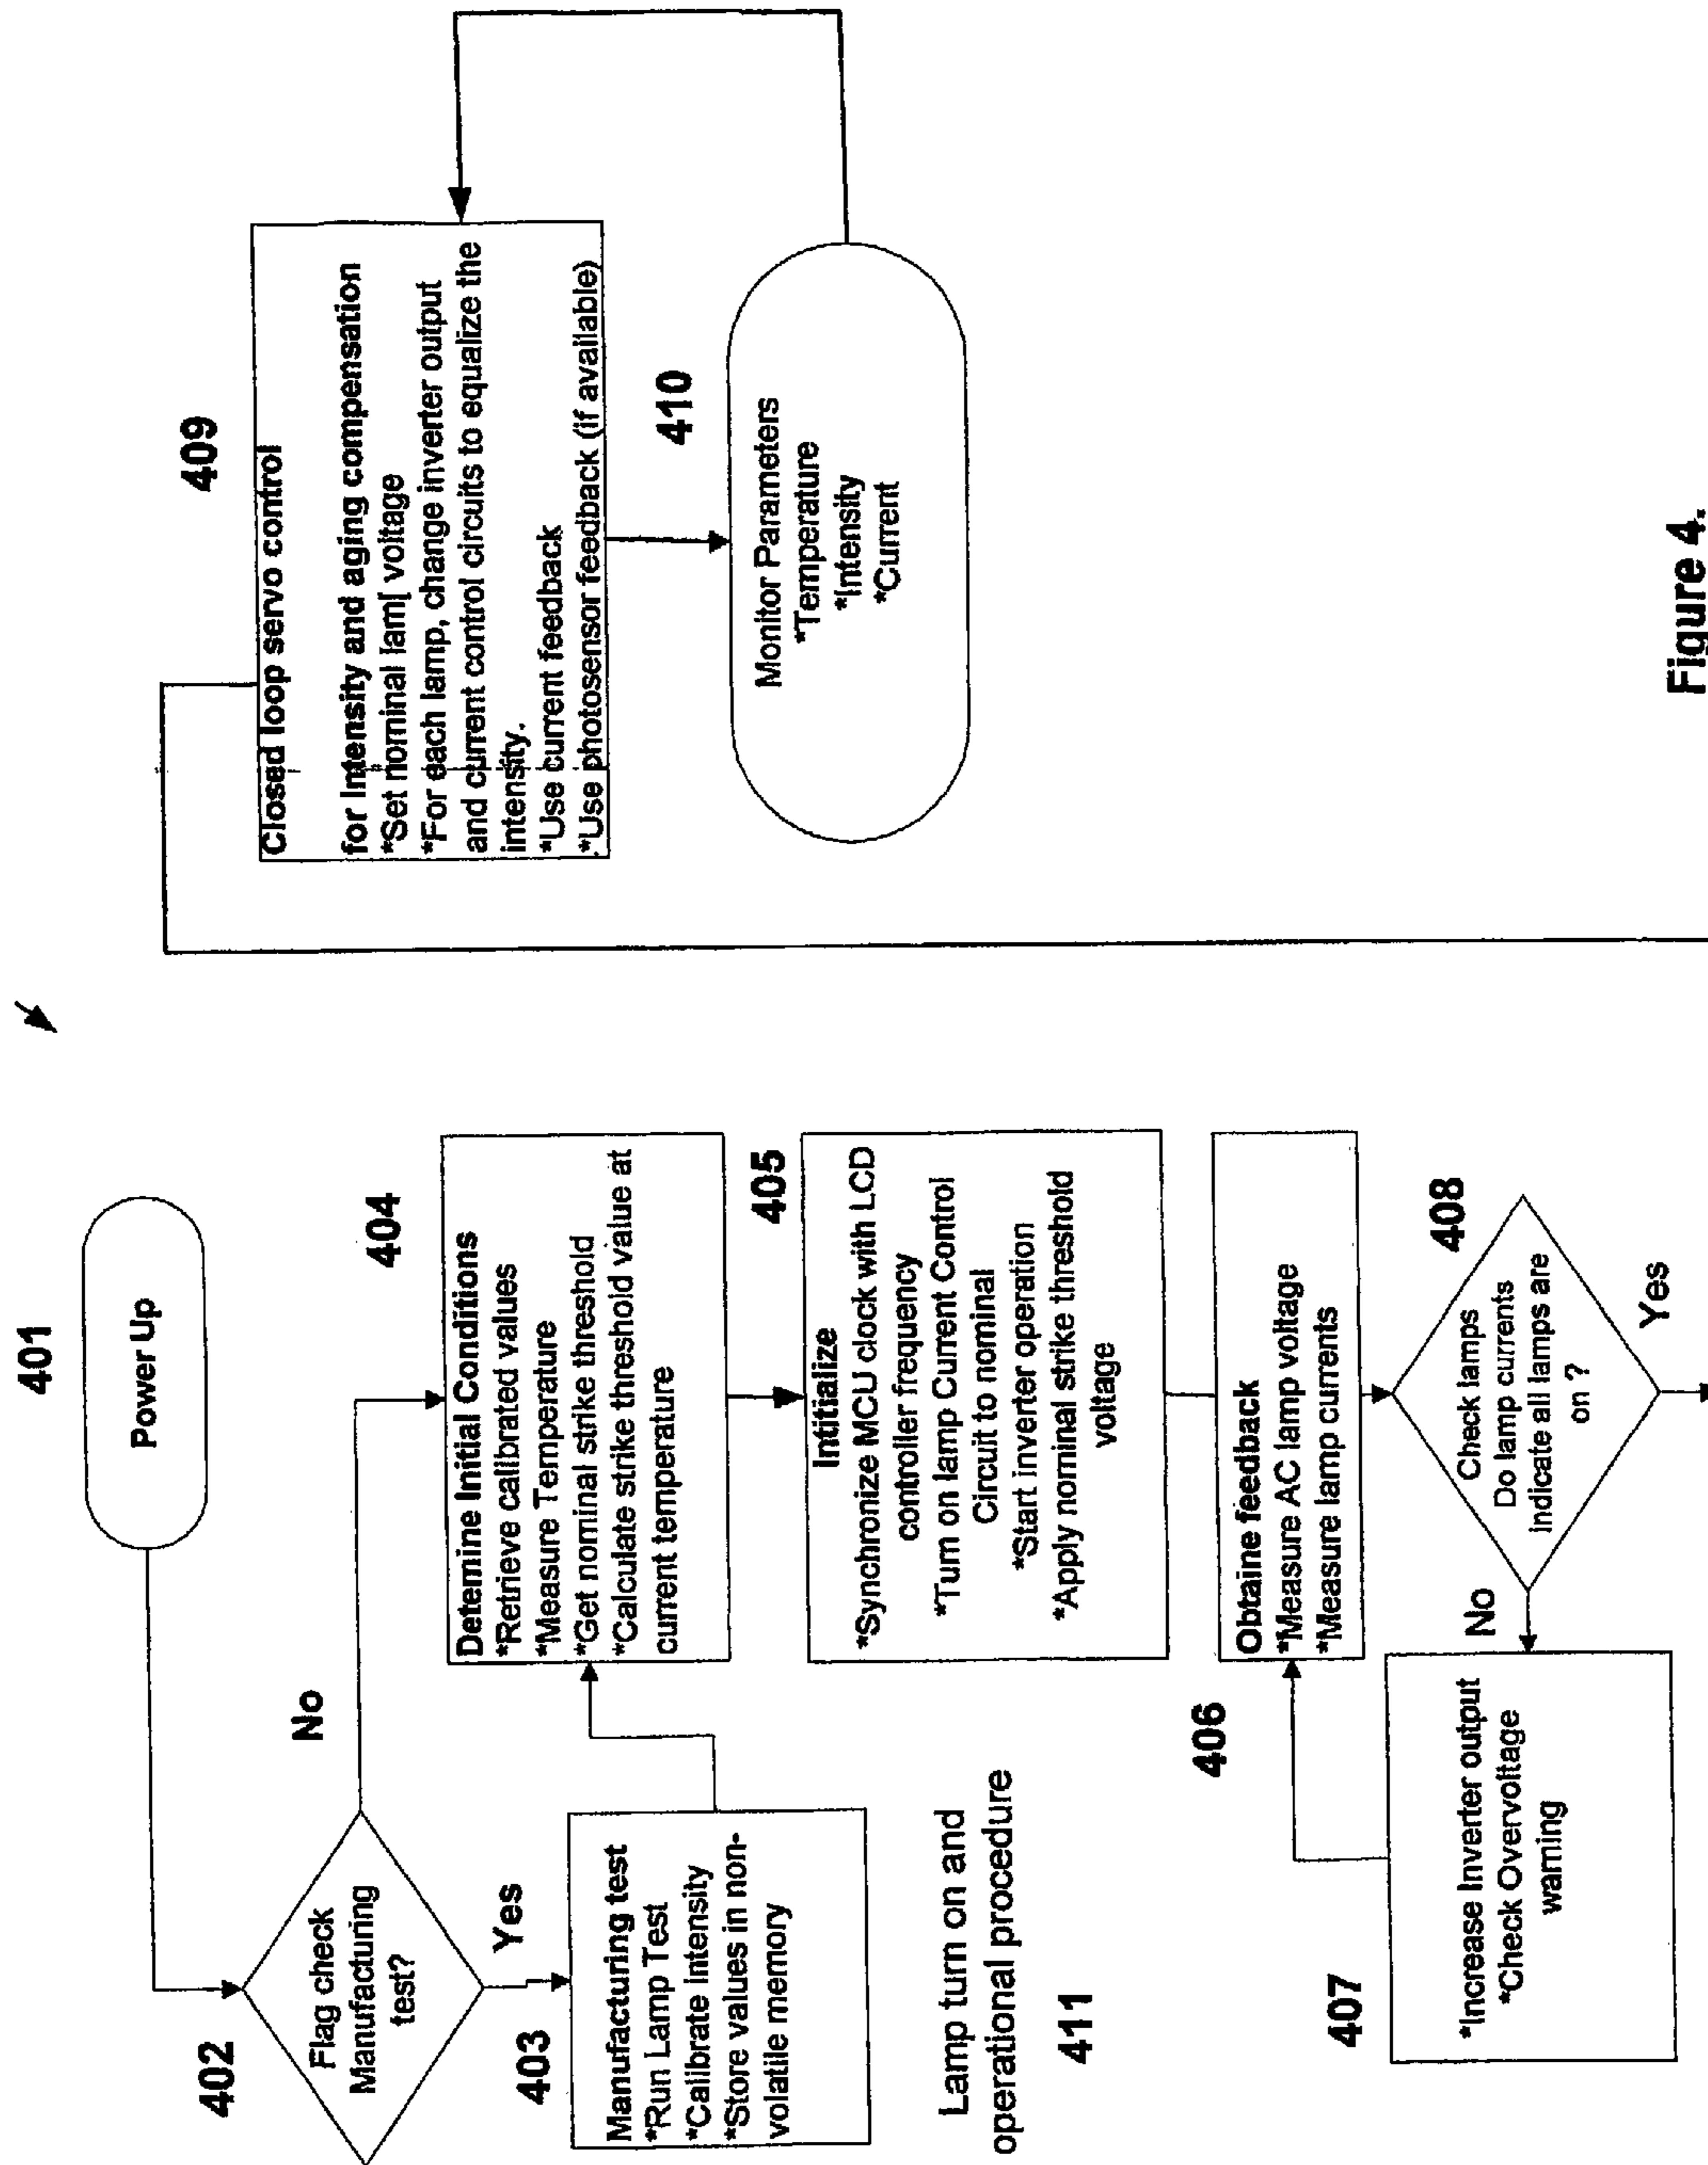 401
Power Up
402
Flag check
Manufacturing
test?
No
Yes
403
Manufacturing test
*Run Lamp Test
*Calibrate Intensity
*Store values in non-
volatile memory
404
Detemine Initial Conditions
*Retrieve calibrated values
*Measure Temperature
*Get nominal strike threshold
*Calculate strike threshold value at
current temperature
405
Intitialize
*Synchronize MCU clock with LCD
controller frequency
*Turn on lamp Current Control
Circuit to nominal
*Start inverter operation
*Apply nominal strike threshold
voltage
Lamp turn on and
operational procedure
411
406
Obtaine feedback
*Measure AC lamp voltage
*Measure lamp currents
407
*Increase Inverter output
*Check Overvoltage
warning
No
408
Check lamps
Do lamp currents
indicate all lamps are
on ?
Yes
409
Closed loop servo control
for Intensity and aging compensation
*Set nominal lam[ voltage
*For each lamp, change inverter output
and current control circuits to equalize the
intensity.
*Use current feedback
*Use photosensor feedback (if available)
410
Monitor Parameters
*Temperature
*Intensity
*Current
Figure 4.